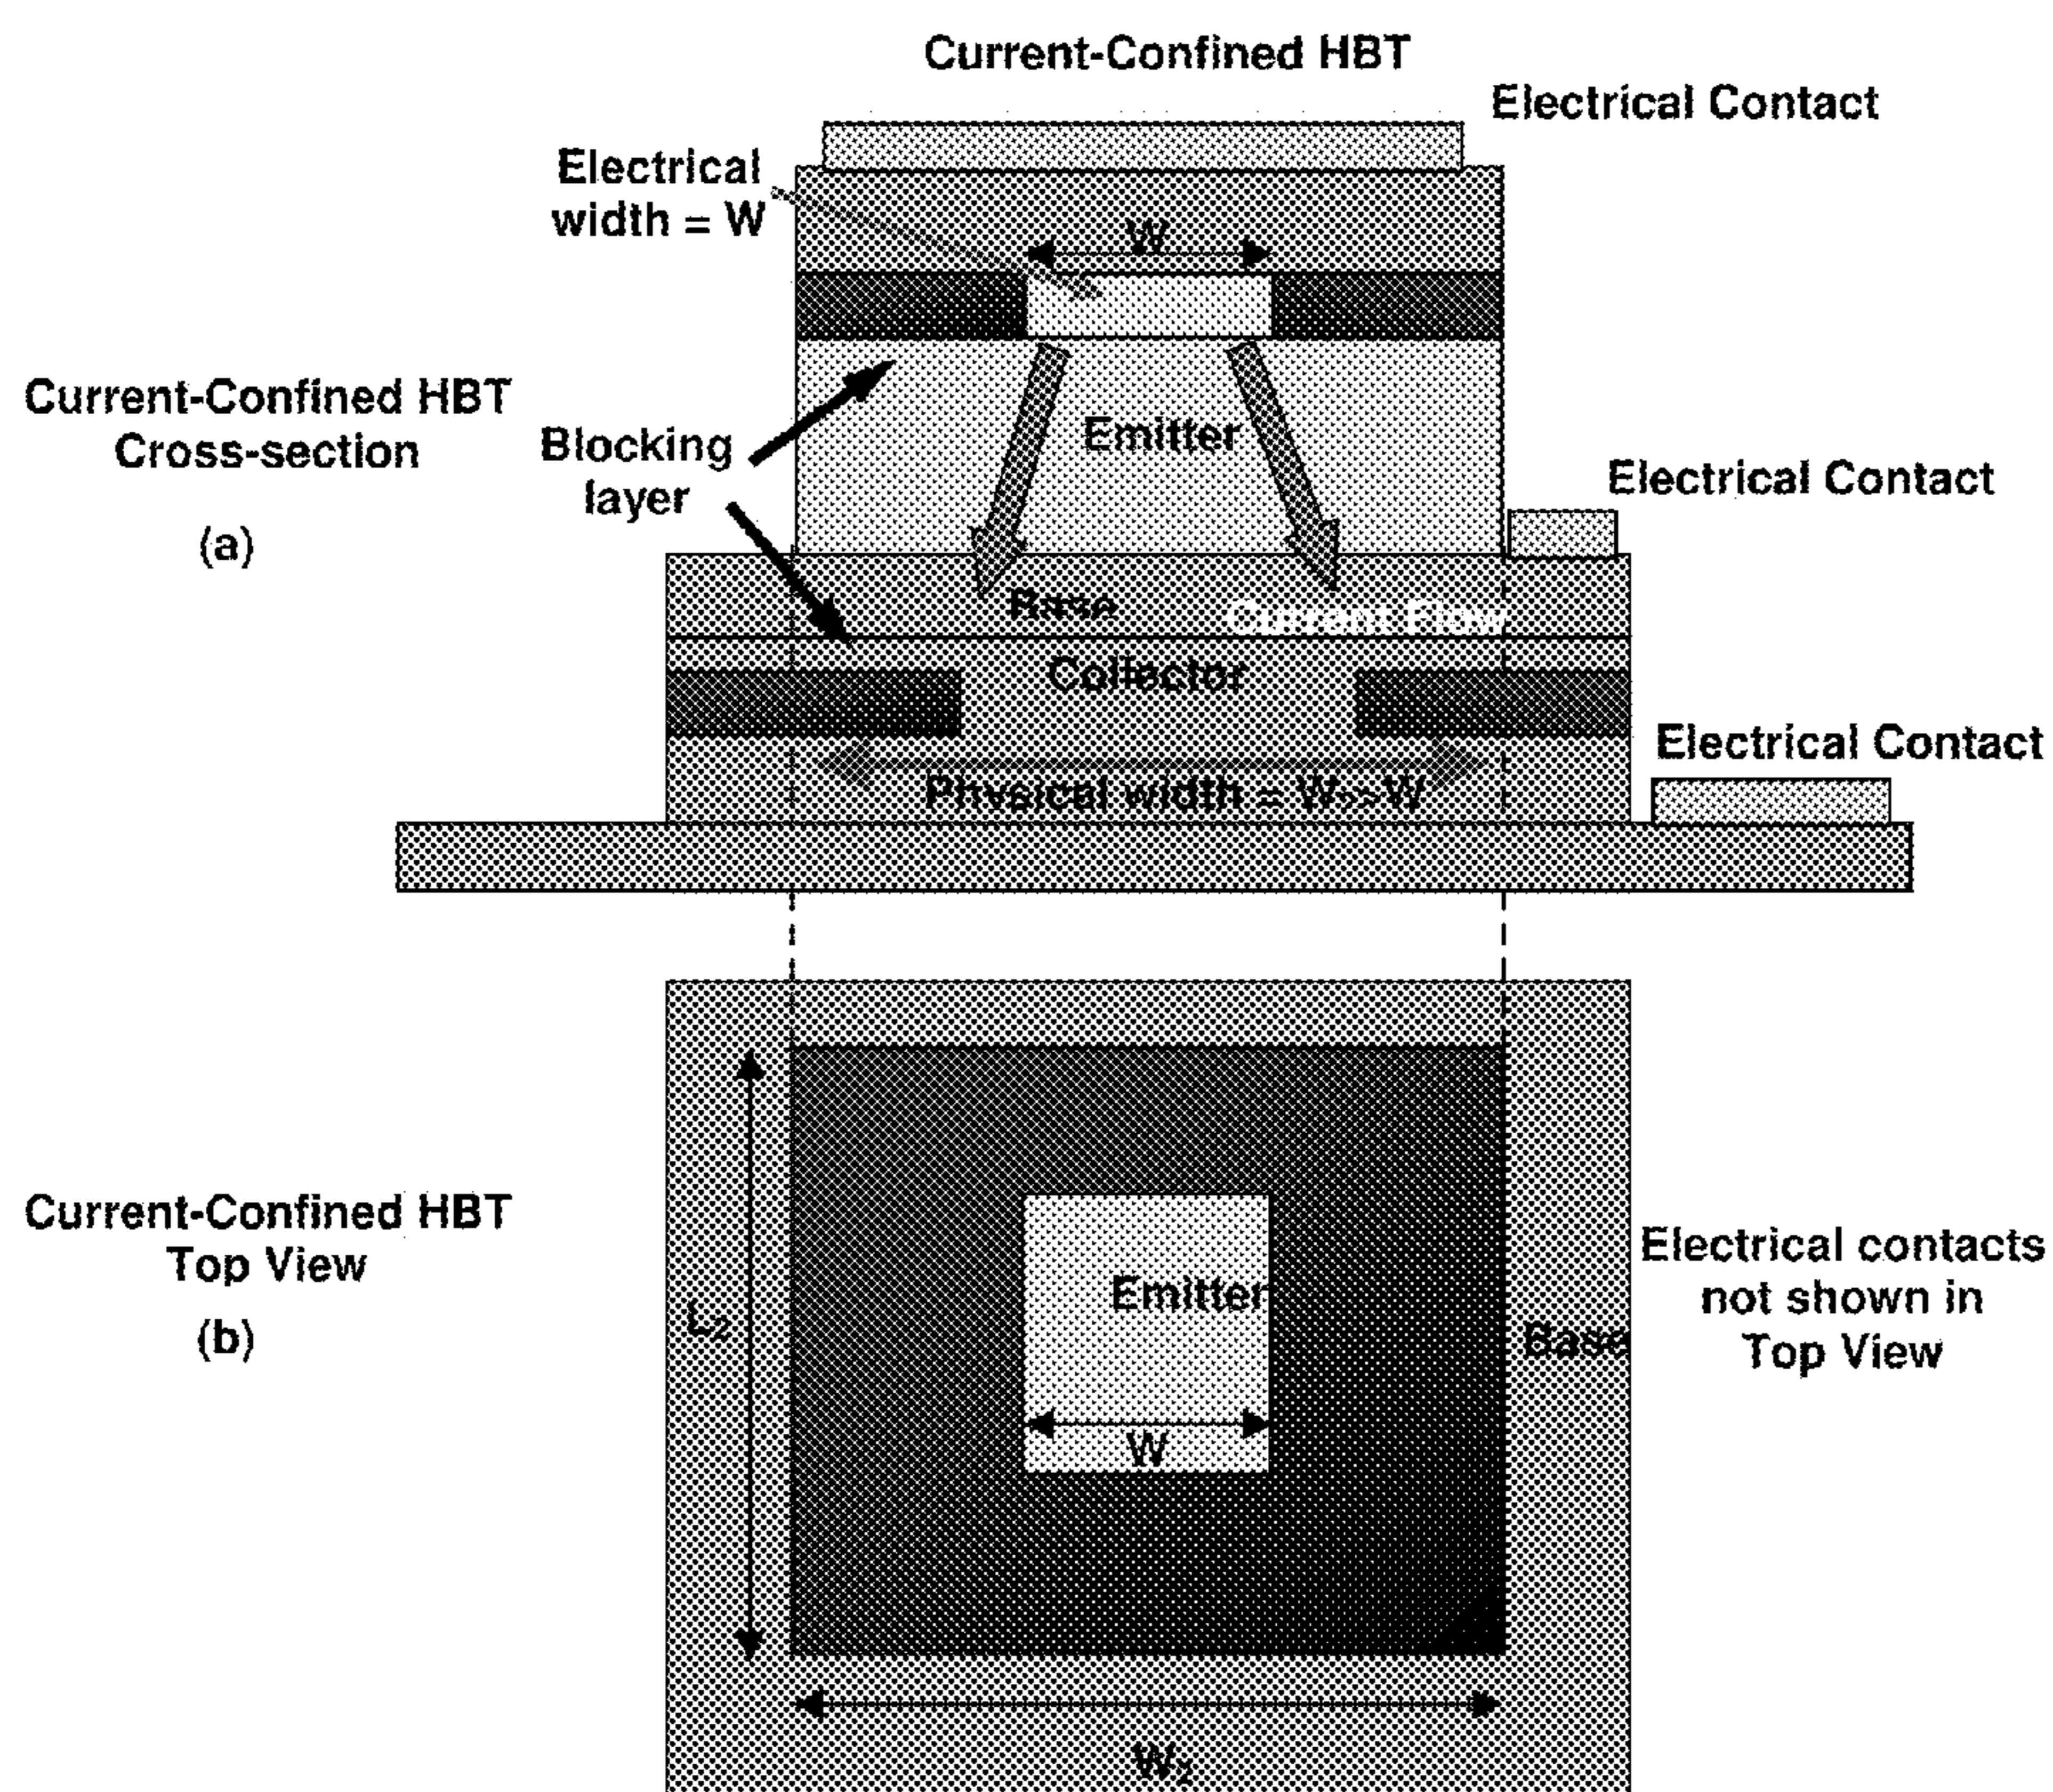 Current-Confined HBT
Electrical Contact
Electrical
width = W
W
Current-Confined HBT
Cross-section
(a)
Blocking
layer
Emitter
Electrical Contact
Base
Current Flow
Collector
Electrical Contact
Physical width = W₂>W
Current-Confined HBT
Top View
(b)
L₂
Emitter
W
Base
Electrical contacts
not shown in
Top View
W₂